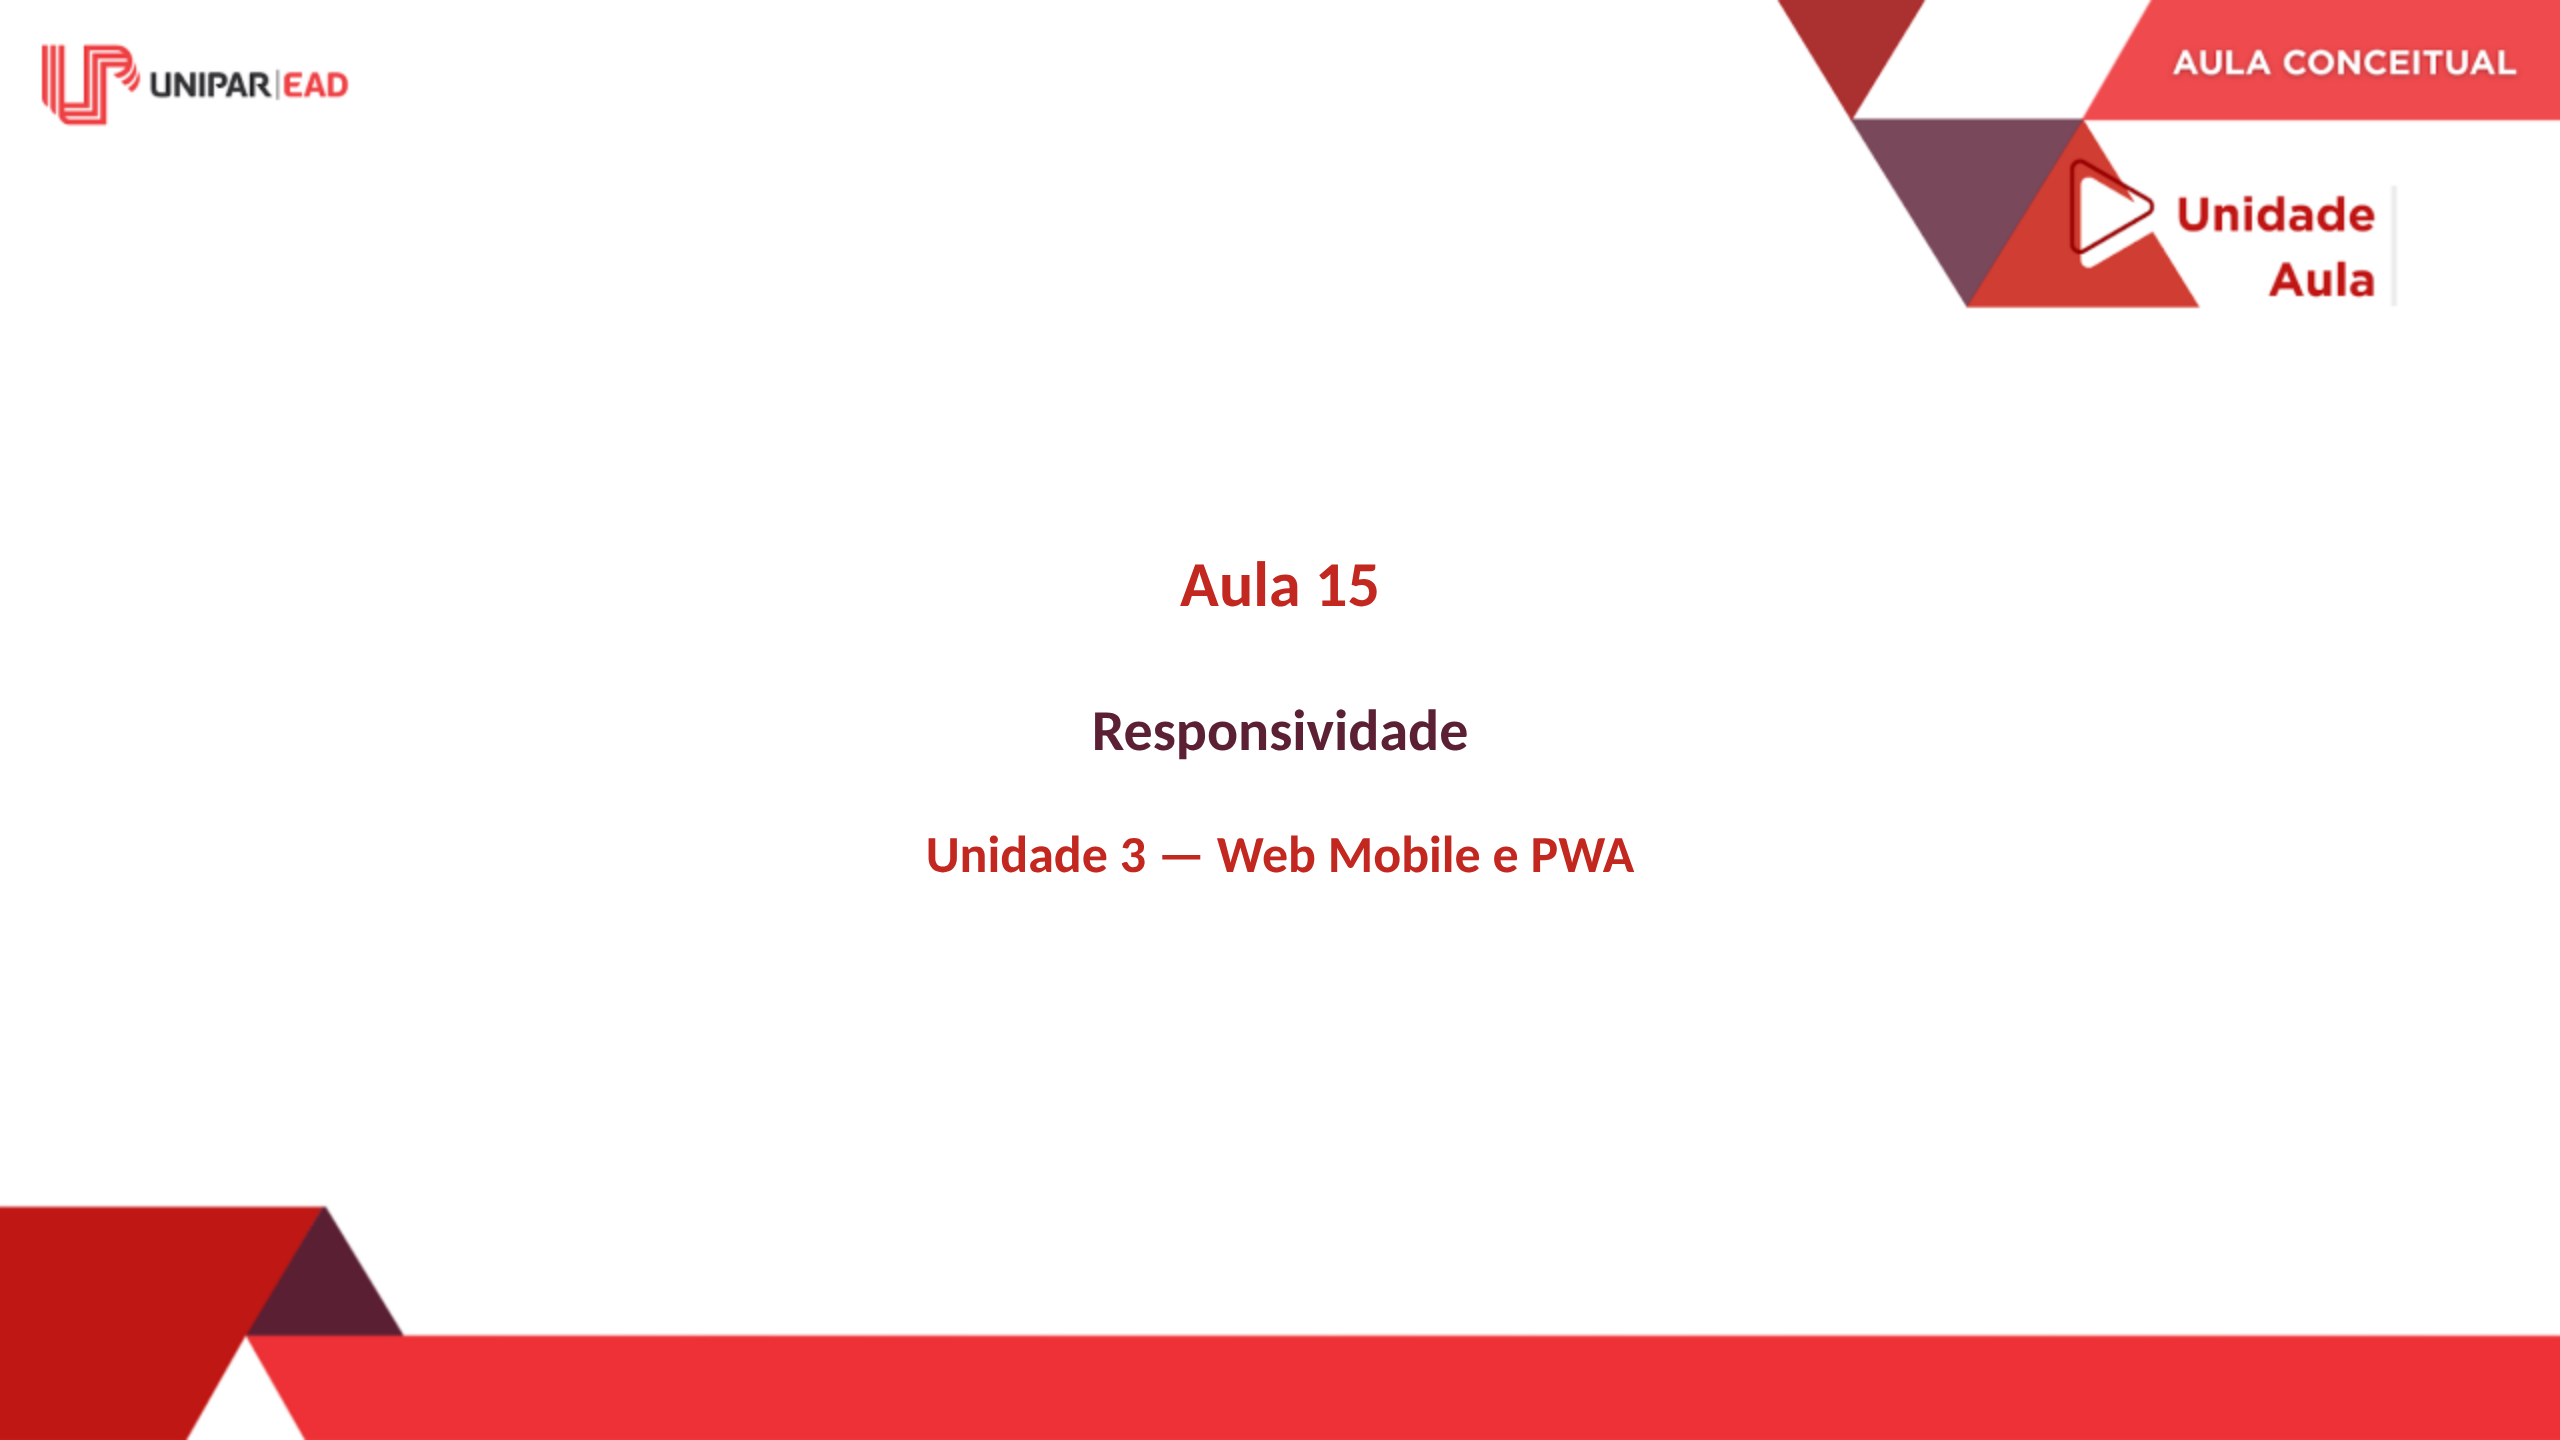 UNIPAR|EAD
AULA CONCEITUAL
Unidade
Aula
Aula 15
Responsividade
Unidade 3 — Web Mobile e PWA